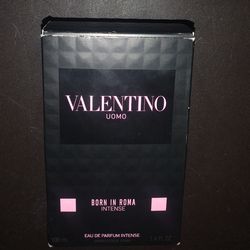 VALENTINO
UOMO
BORN IN ROMA
INTENSE
EAU DE PARFUM INTENSE